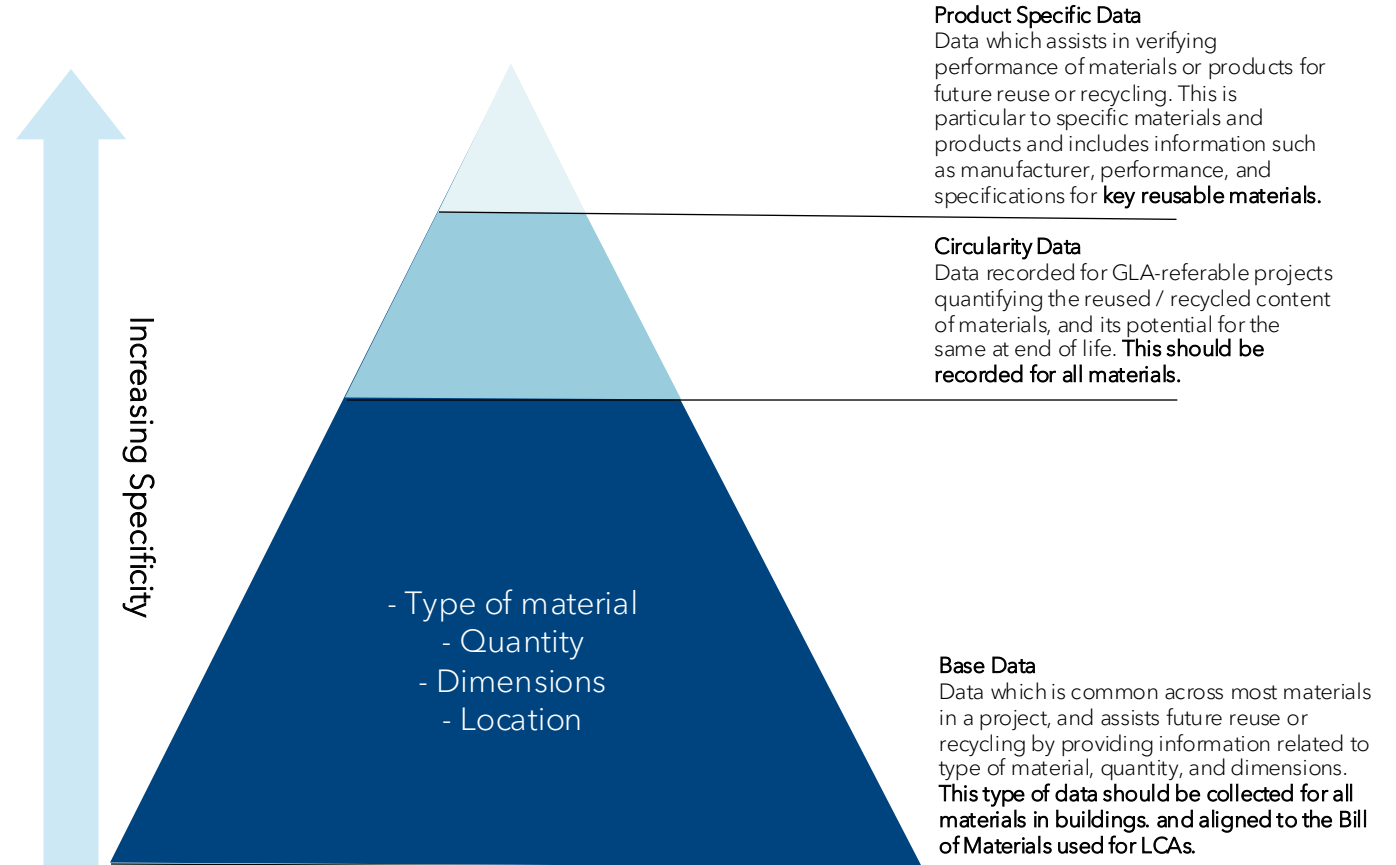 Product Specific Data
Data which assists in verifying
performance of materials or products for
future reuse or recycling. This is
particular to specific materials and
products and includes information such
as manufacturer, performance, and
specifications for key reusable materials.
Circularity Data
Data recorded for GLA-referable projects
quantifying the reused / recycled content
of materials, and its potential for the
same at end of life. This should be
recorded for all materials.
Increasing Specificity
- Type of material
- Quantity
- Dimensions
- Location
Base Data
Data which is common across most materials
in a project, and assists future reuse or
recycling by providing information related to
type of material, quantity, and dimensions.
This type of data should be collected for all
materials in buildings. and aligned to the Bill
of Materials used for LCAs.